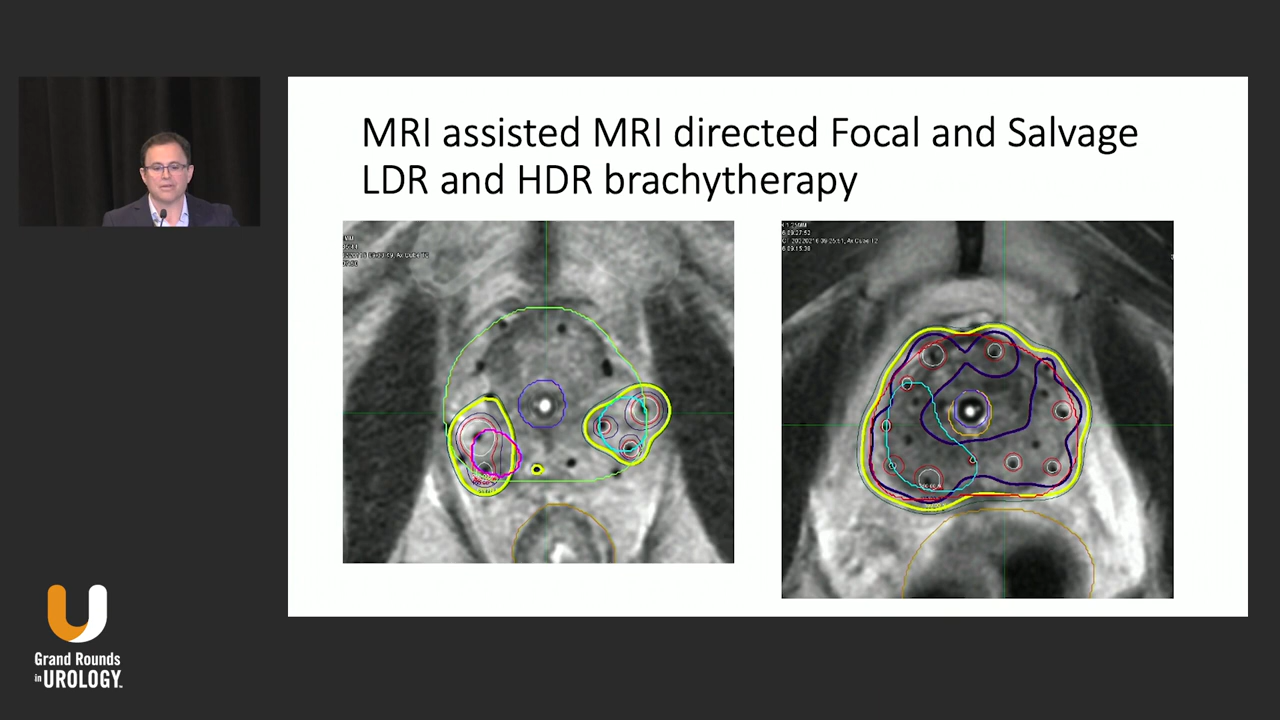 MRI assisted MRI directed Focal and Salvage
LDR and HDR brachytherapy
Grand Rounds
in UROLOGY